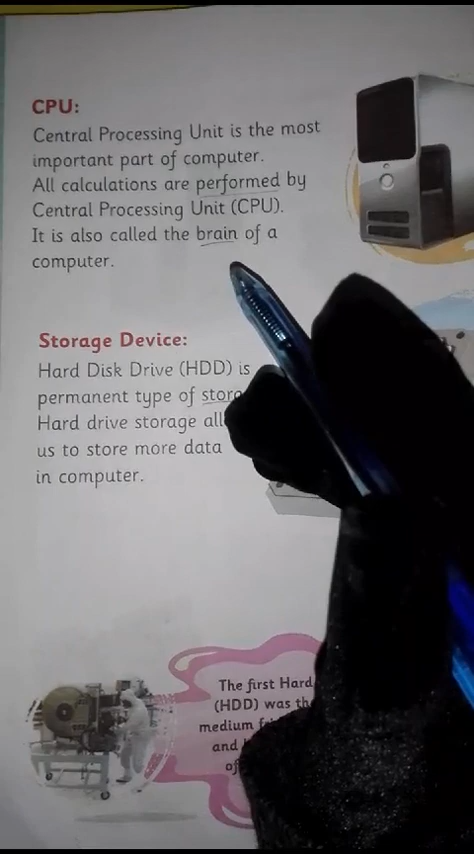 CPU:
Central Processing Unit is the most
important part of computer.
All calculations are performed by
Central Processing Unit (CPU).
It is also called the brain of a
computer.
Storage Device:
Hard Disk Drive (HDD) is
permanent type of
Hard drive storage
us to store more data
in computer.
The first Hard
(HDD) was
medium
and
of